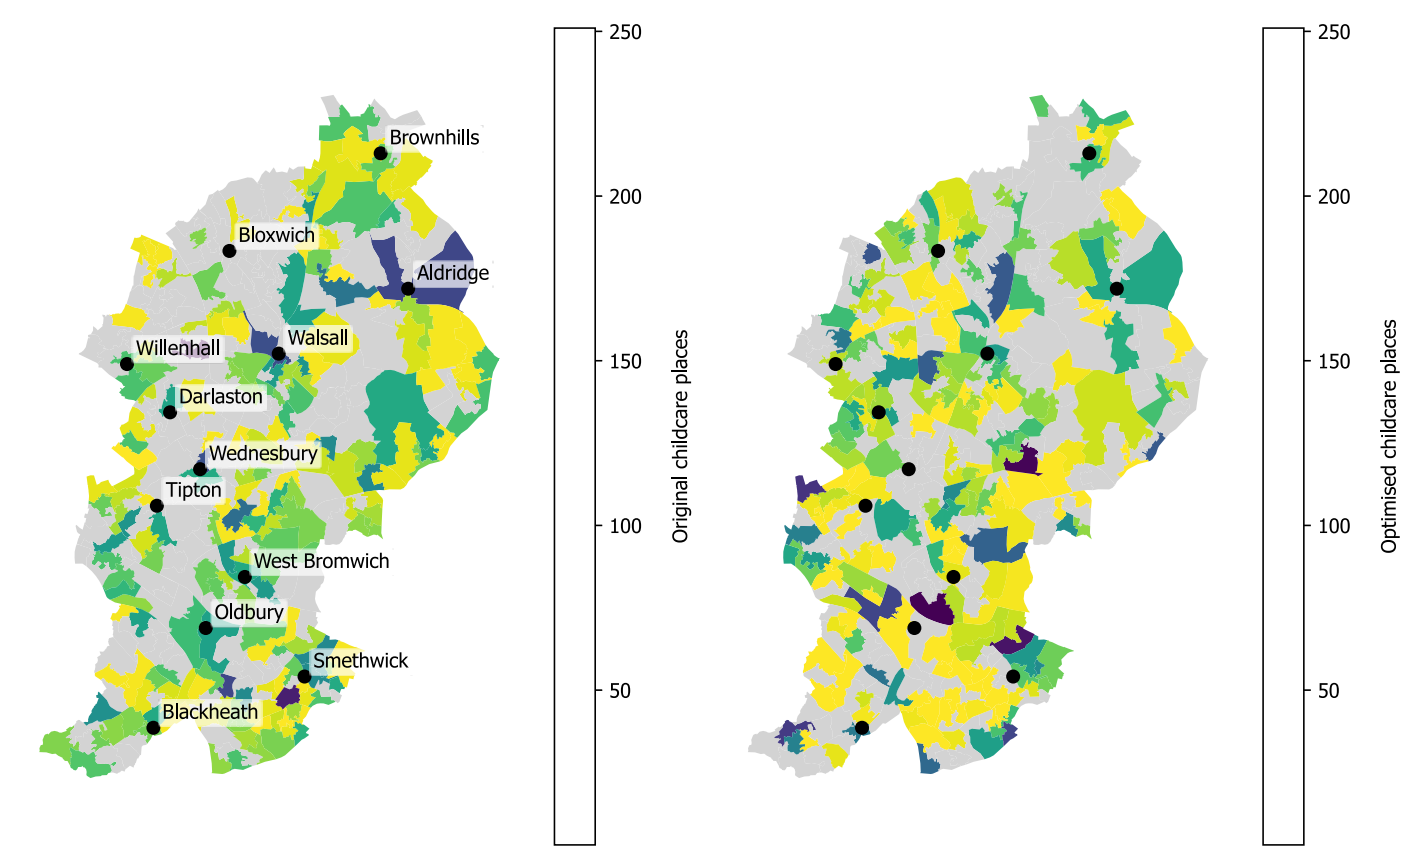 Brownhills
Bloxwich
Aldridge
Walsall
Willenhall
Darlaston
Wednesbury
Tipton
West Bromwich
Oldbury
Smethwick
Blackheath
250
200
150
100
50
Original childcare places
250
200
150
100
50
Optimised childcare places